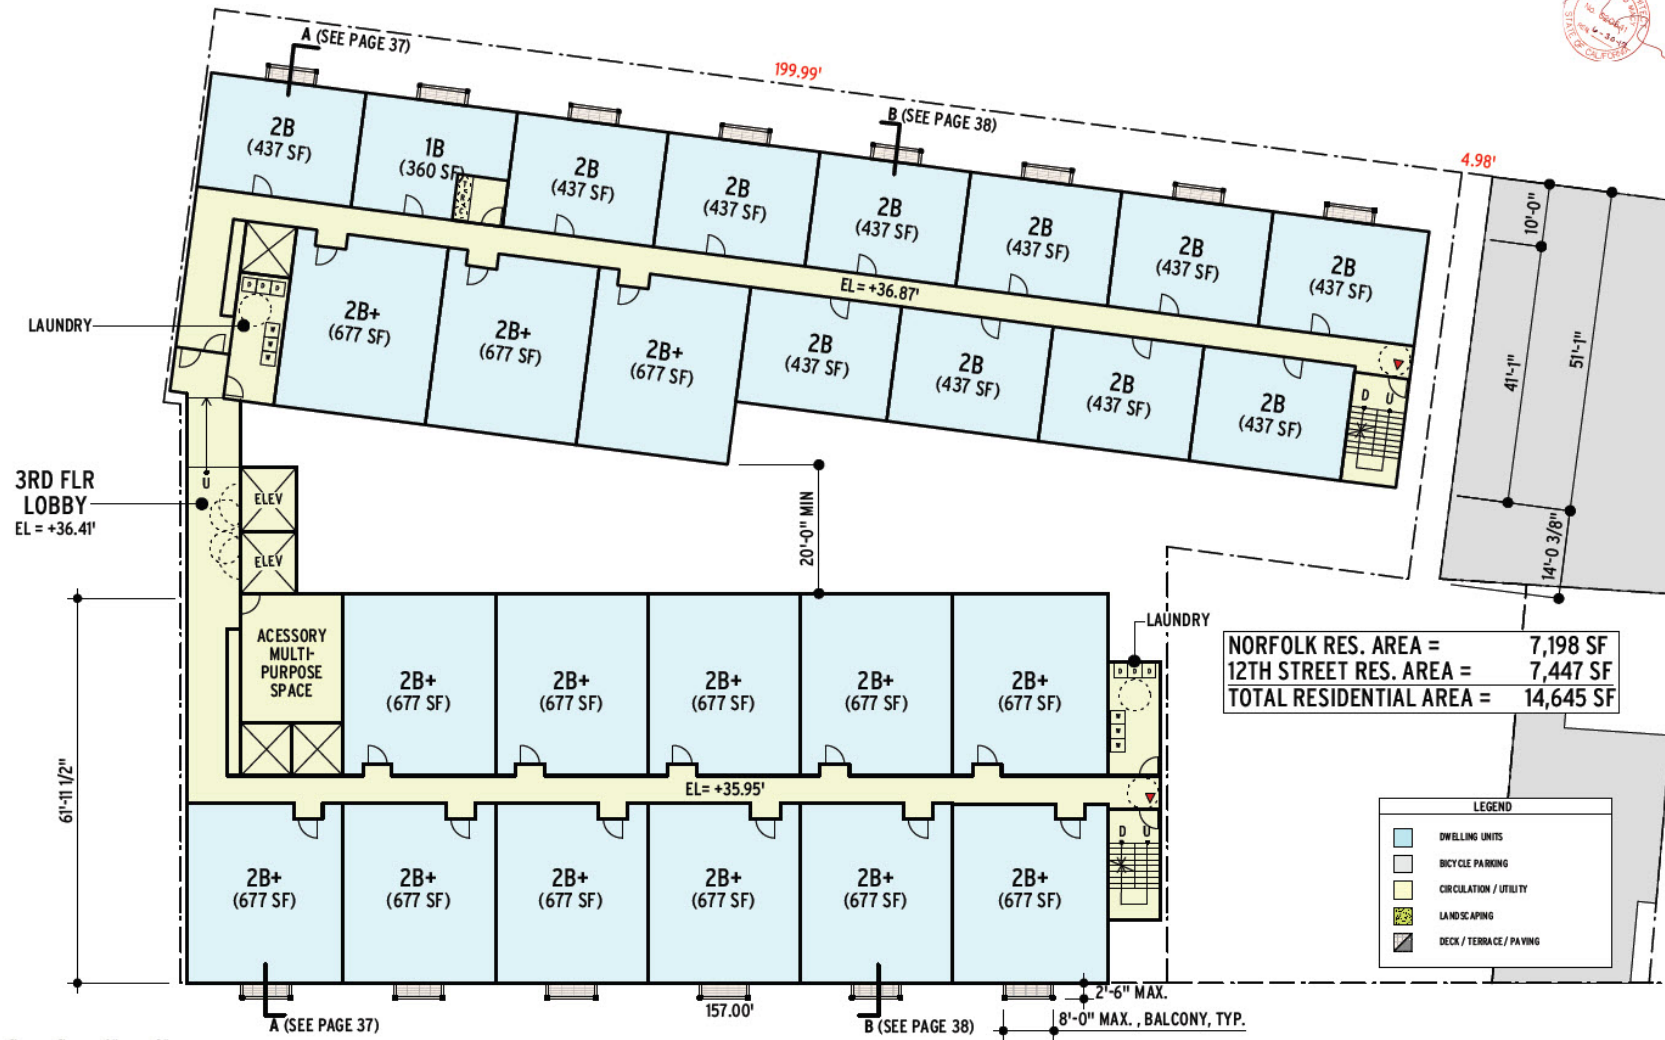 A (SEE PAGE 37)
199.99'
B (SEE PAGE 38)
4.98'
STATE OF CALIFORNIA
2B
(437 SF)
1B
(360 SF)
2B
(437 SF)
2B
(437 SF)
2B
(437 SF)
2B
(437 SF)
2B
(437 SF)
2B
(437 SF)
10'-0"
41'-1"
51'-1"
14'-0 3/8"
EL= +36.87'
LAUNDRY
D D D
W
W
W
2B+
(677 SF)
2B+
(677 SF)
2B+
(677 SF)
2B
(437 SF)
2B
(437 SF)
2B
(437 SF)
2B
(437 SF)
D U
3RD FLR
LOBBY
EL = +36.41'
U
ELEV
ELEV
20'-0" MIN
ACESSORY
MULTI-
PURPOSE
SPACE
2B+
(677 SF)
2B+
(677 SF)
2B+
(677 SF)
2B+
(677 SF)
2B+
(677 SF)
LAUNDRY
D D D
W
W
W
NORFOLK RES. AREA = 7,198 SF
12TH STREET RES. AREA = 7,447 SF
TOTAL RESIDENTIAL AREA = 14,645 SF
61'-11 1/2"
EL= +35.95'
D U
2B+
(677 SF)
2B+
(677 SF)
2B+
(677 SF)
2B+
(677 SF)
2B+
(677 SF)
2B+
(677 SF)
LEGEND
DWELLING UNITS
BICYCLE PARKING
CIRCULATION / UTILITY
LANDSCAPING
DECK / TERRACE / PAVING
A (SEE PAGE 37)
157.00'
B (SEE PAGE 38)
2'-6" MAX.
8'-0" MAX. , BALCONY, TYP.